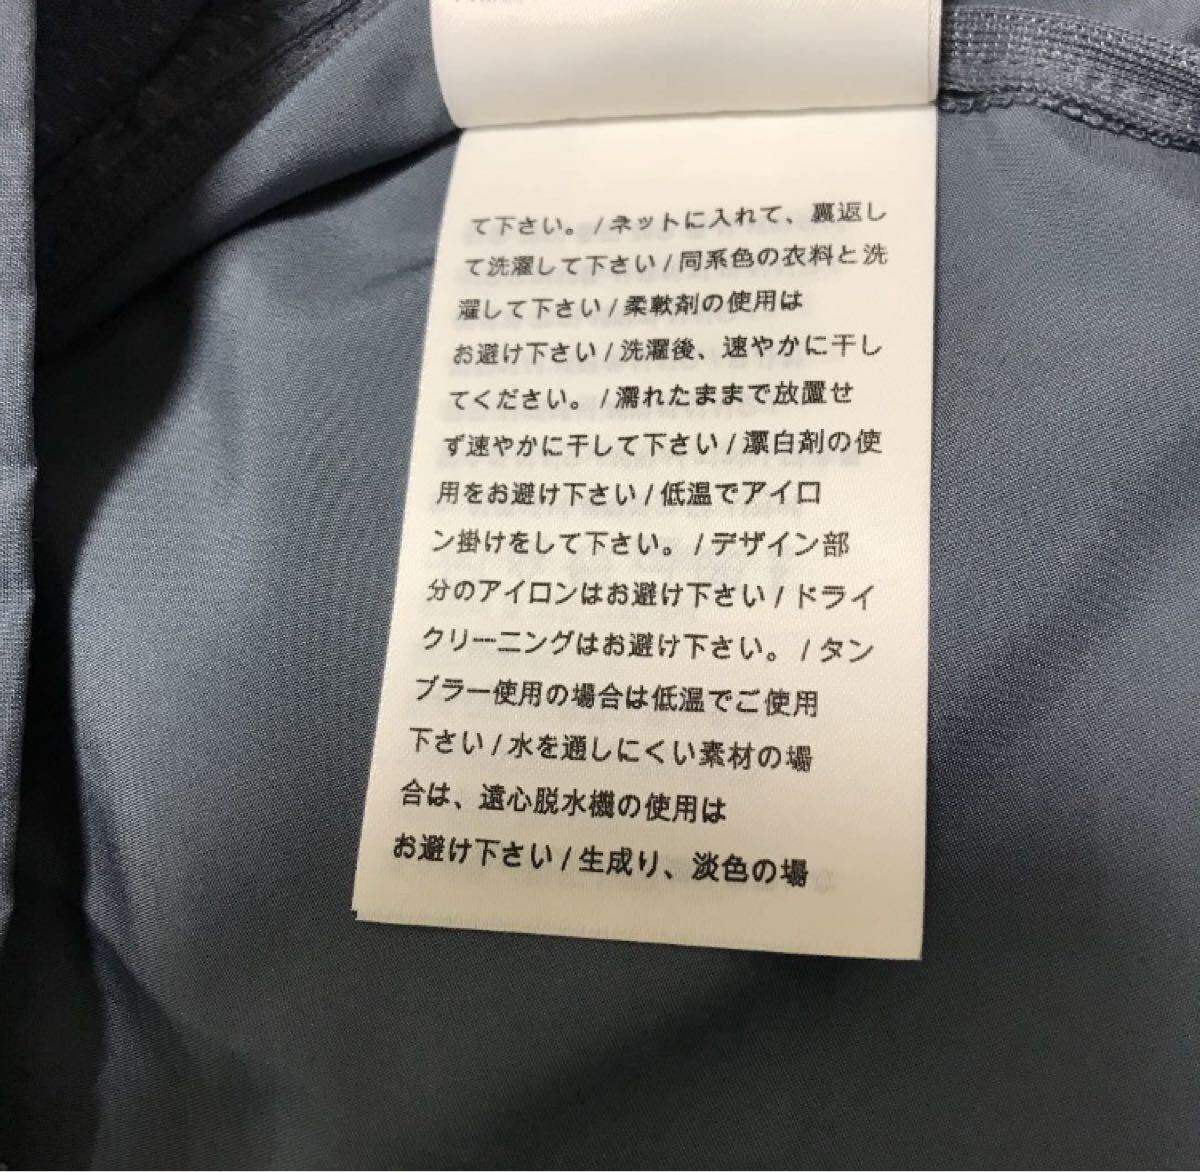 て下さい。/ネットに入れて、裏返し
て洗濯して下さい/同系色の衣料と洗
濯して下さい/柔軟剤の使用は
お避け下さい/洗濯後、速やかに干し
てください。/濡れたままで放置せ
ず速やかに干して下さい/漂白剤の使
用をお避け下さい/低温でアイロ
ン掛けをして下さい。/デザイン部
分のアイロンはお避け下さい/ドライ
クリーニングはお避け下さい。/タン
ブラー使用の場合は低温でご使用
下さい/水を通しにくい素材の場
合は、遠心脱水機の使用は
お避け下さい/生成り、淡色の場